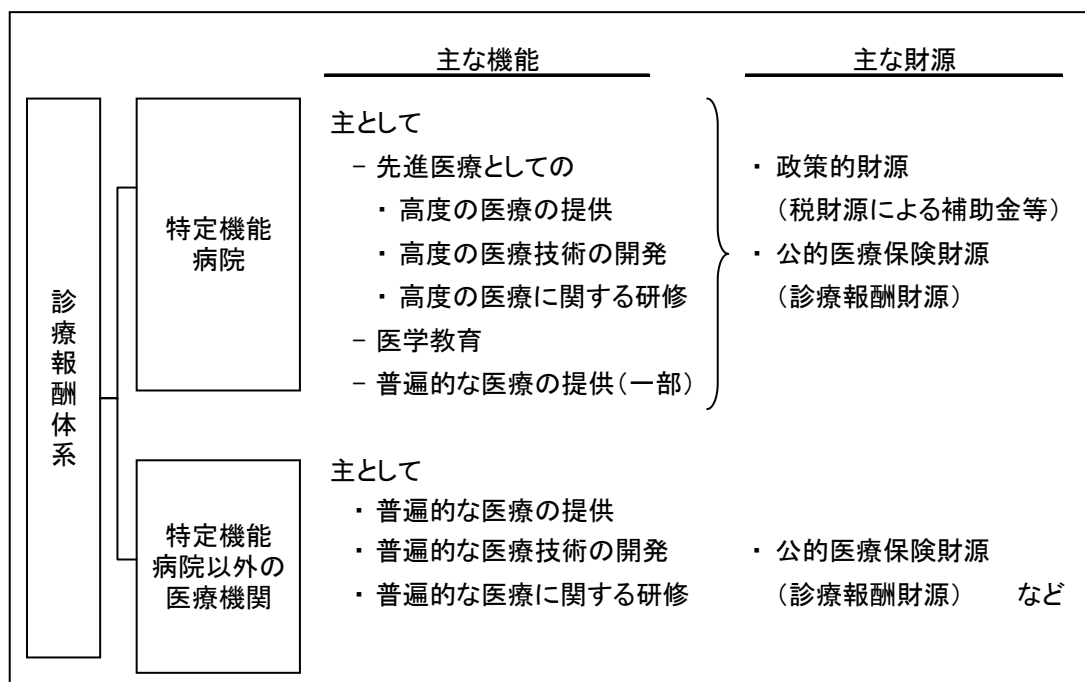 主な機能
主な財源
診療報酬体系
特定機能
病院
主として
− 先進医療としての
・ 高度の医療の提供
・ 高度の医療技術の開発
・ 高度の医療に関する研修
− 医学教育
− 普遍的な医療の提供（一部）
・ 政策的財源
（税財源による補助金等）
・ 公的医療保険財源
（診療報酬財源）
特定機能
病院以外の
医療機関
主として
・ 普遍的な医療の提供
・ 普遍的な医療技術の開発
・ 普遍的な医療に関する研修
・ 公的医療保険財源
（診療報酬財源） など